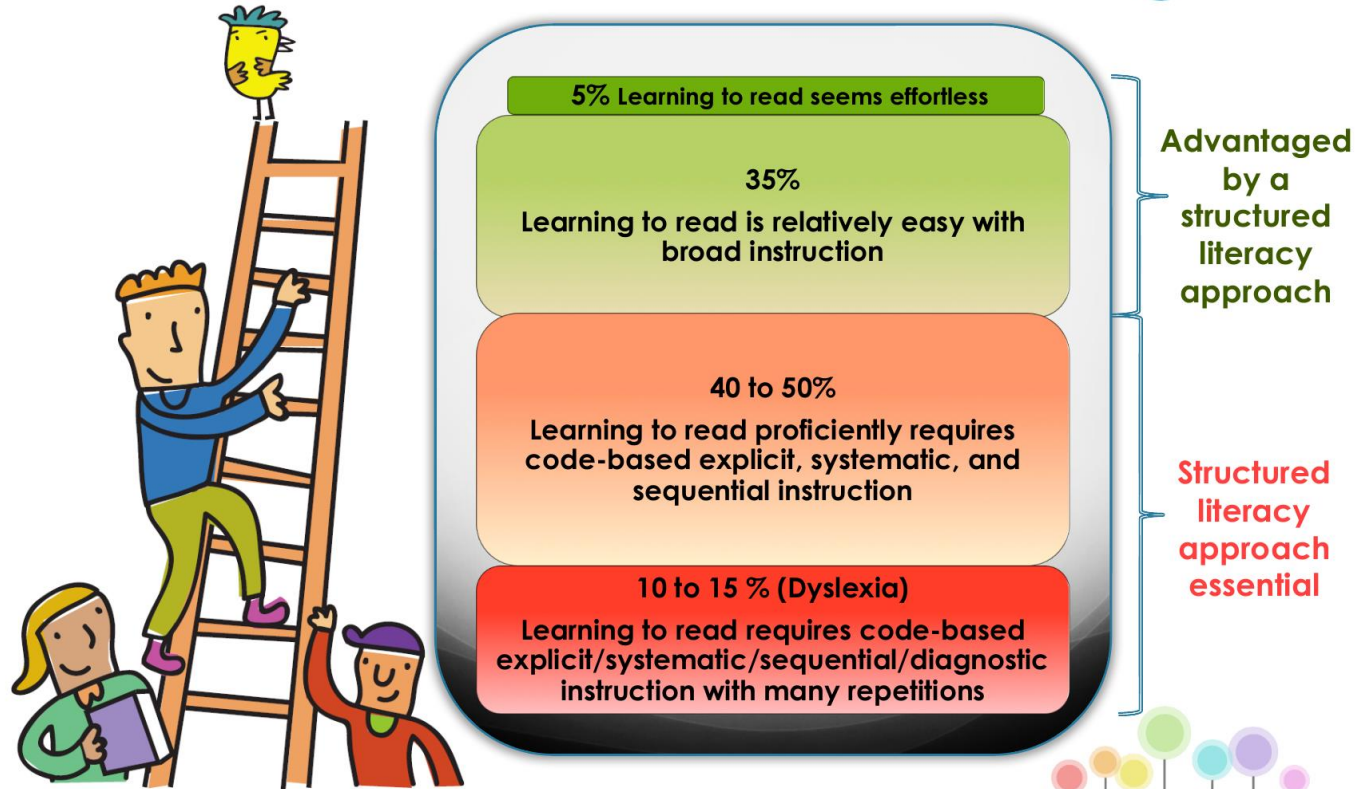 5% Learning to read seems effortless
35%
Learning to read is relatively easy with
broad instruction
40 to 50%
Learning to read proficiently requires
code-based explicit, systematic, and
sequential instruction
10 to 15 % (Dyslexia)
Learning to read requires code-based
explicit/systematic/sequential/diagnostic
instruction with many repetitions
Advantaged
by a
structured
literacy
approach
Structured
literacy
approach
essential